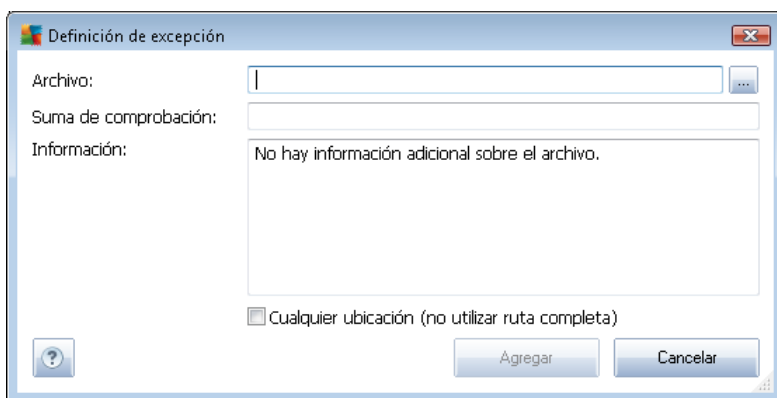 Definición de excepción
Archivo:
...
Suma de comprobación:
Información:
No hay información adicional sobre el archivo.
Cualquier ubicación (no utilizar ruta completa)
?
Agregar
Cancelar